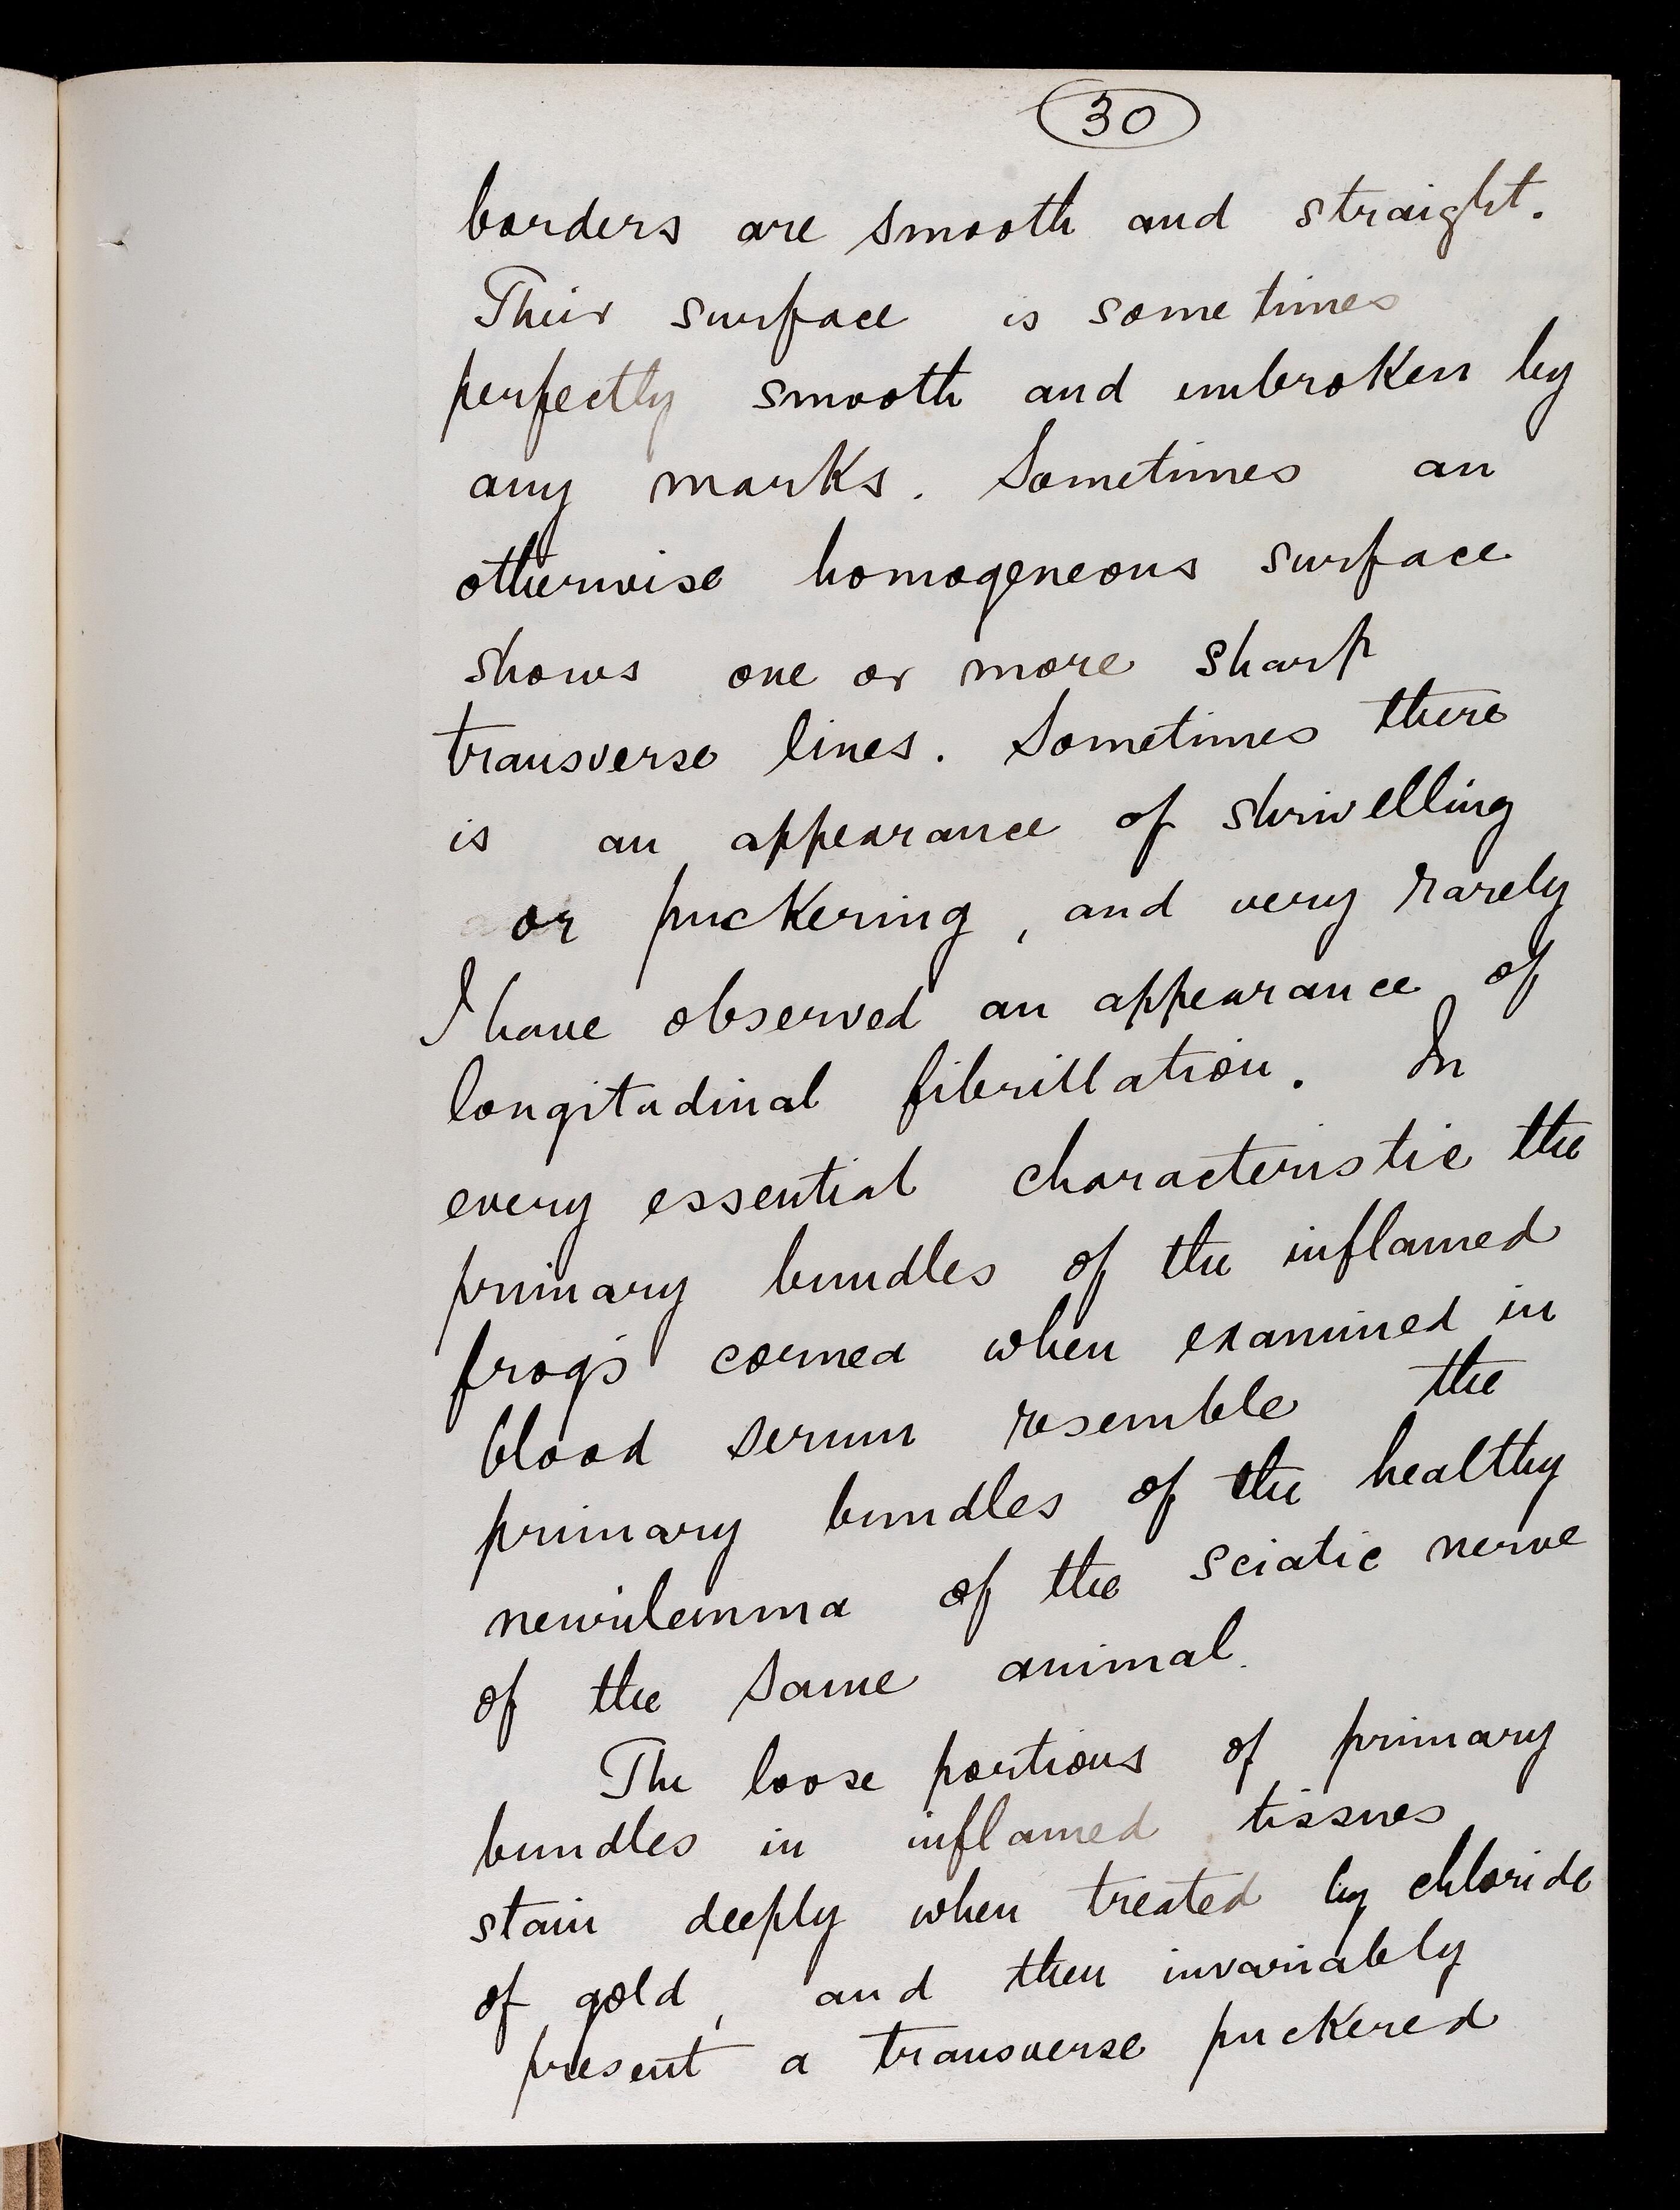 30
borders are smooth and straight.
Their surface is sometimes
perfectly smooth and unbroken by
any marks. Sometimes an
otherwise homogeneous surface
shows one or more sharp
transverse lines. Sometimes there
is an appearance of shrivelling
or puckering, and very rarely
I have observed an appearance of
longitudinal fibrillation. In
every essential characteristic the
primary bundles of the inflamed
frog's cornea when examined in
blood serum resemble the
primary bundles of the healthy
neurilemma of the sciatic nerve
of the same animal.
The loose portions of primary
bundles in inflamed tissues
stain deeply when treated by chloride
of gold, and then invariably
present a transverse puckered